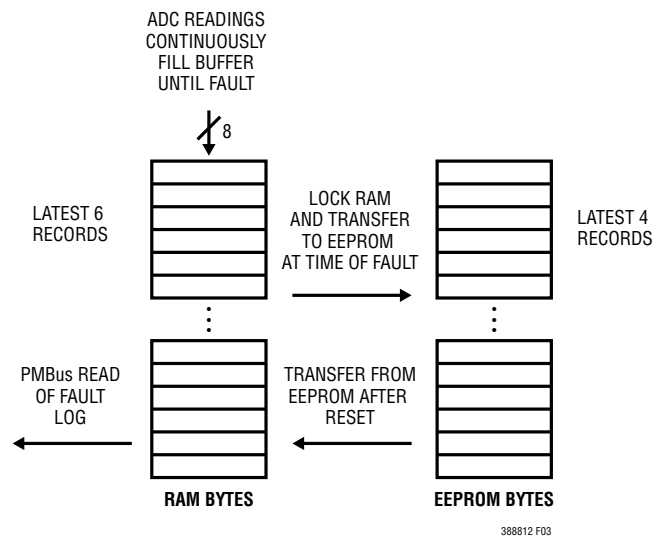 ADC READINGS
CONTINUOUSLY
FILL BUFFER
UNTIL FAULT
8
LATEST 6
RECORDS
LOCK RAM
AND TRANSFER
TO EEPROM
AT TIME OF FAULT
LATEST 4
RECORDS
PMBus READ
OF FAULT
LOG
TRANSFER FROM
EEPROM AFTER
RESET
RAM BYTES
EEPROM BYTES
388812 F03